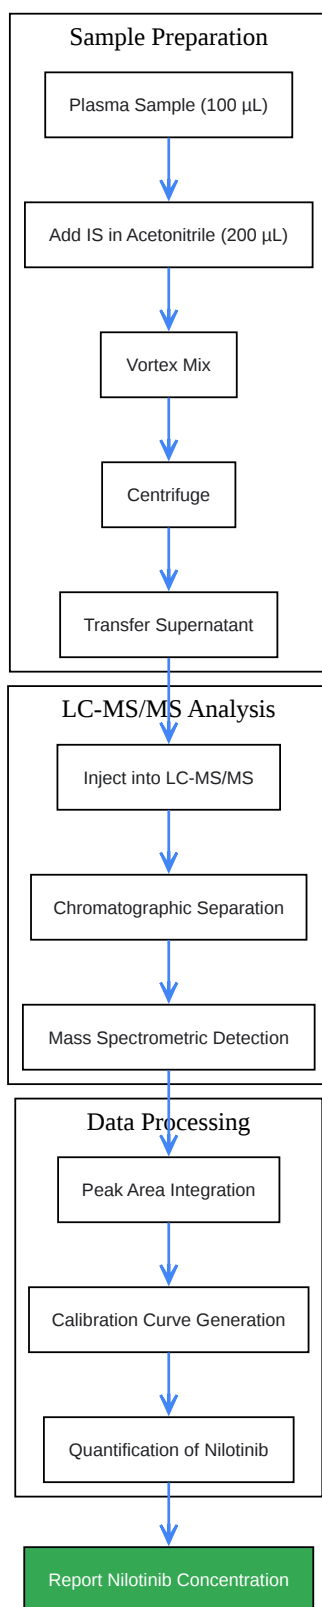 Sample Preparation
Plasma Sample (100 µL)
Add IS in Acetonitrile (200 µL)
Vortex Mix
Centrifuge
Transfer Supernatant
LC-MS/MS Analysis
Inject into LC-MS/MS
Chromatographic Separation
Mass Spectrometric Detection
Data Processing
Peak Area Integration
Calibration Curve Generation
Quantification of Nilotinib
Report Nilotinib Concentration